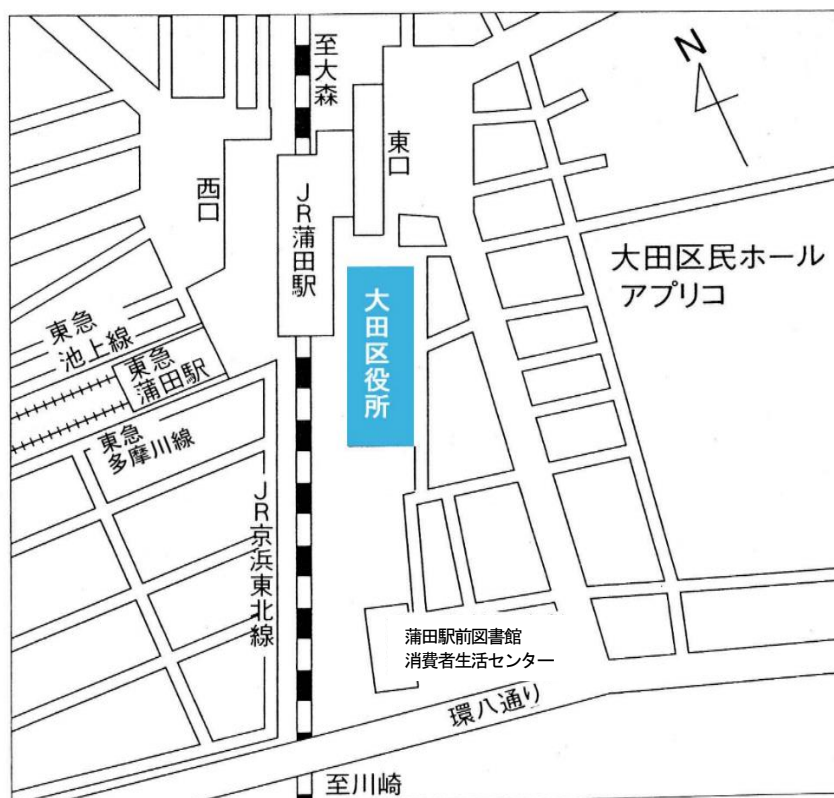 至大森
N
東口
西口
JR蒲田駅
大田区民ホール
アプリコ
大田区役所
東急
池上線
東急
蒲田駅
東急
多摩川線
JR京浜東北線
蒲田駅前図書館
消費者生活センター
環八通り
至川崎